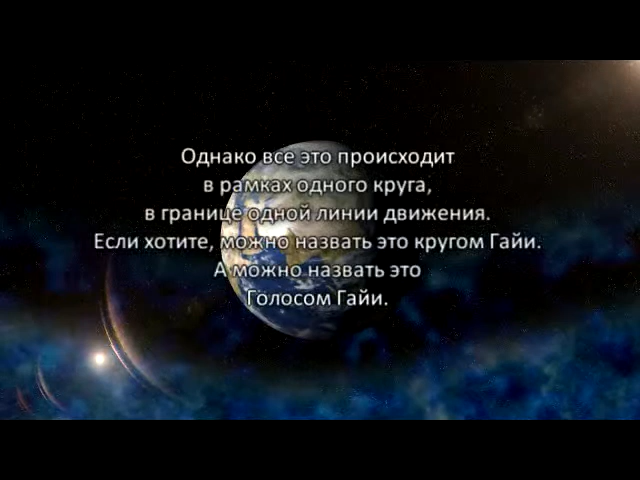 Однако все это происходит
в рамках одного круга,
в границе одной линии движения.
Если хотите, можно назвать это кругом Гайи.
А можно назвать это
Голосом Гайи.